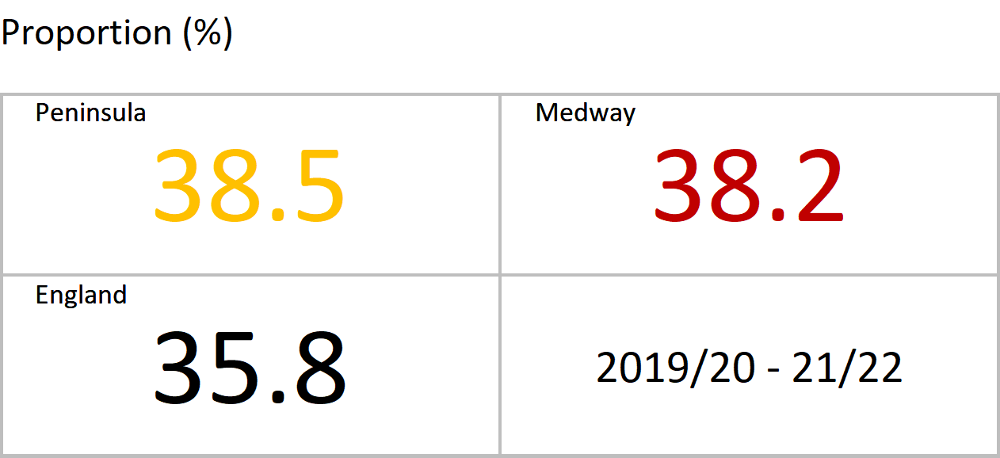 Proportion (%)
Peninsula
38.5
Medway
38.2
England
35.8
2019/20 - 21/22